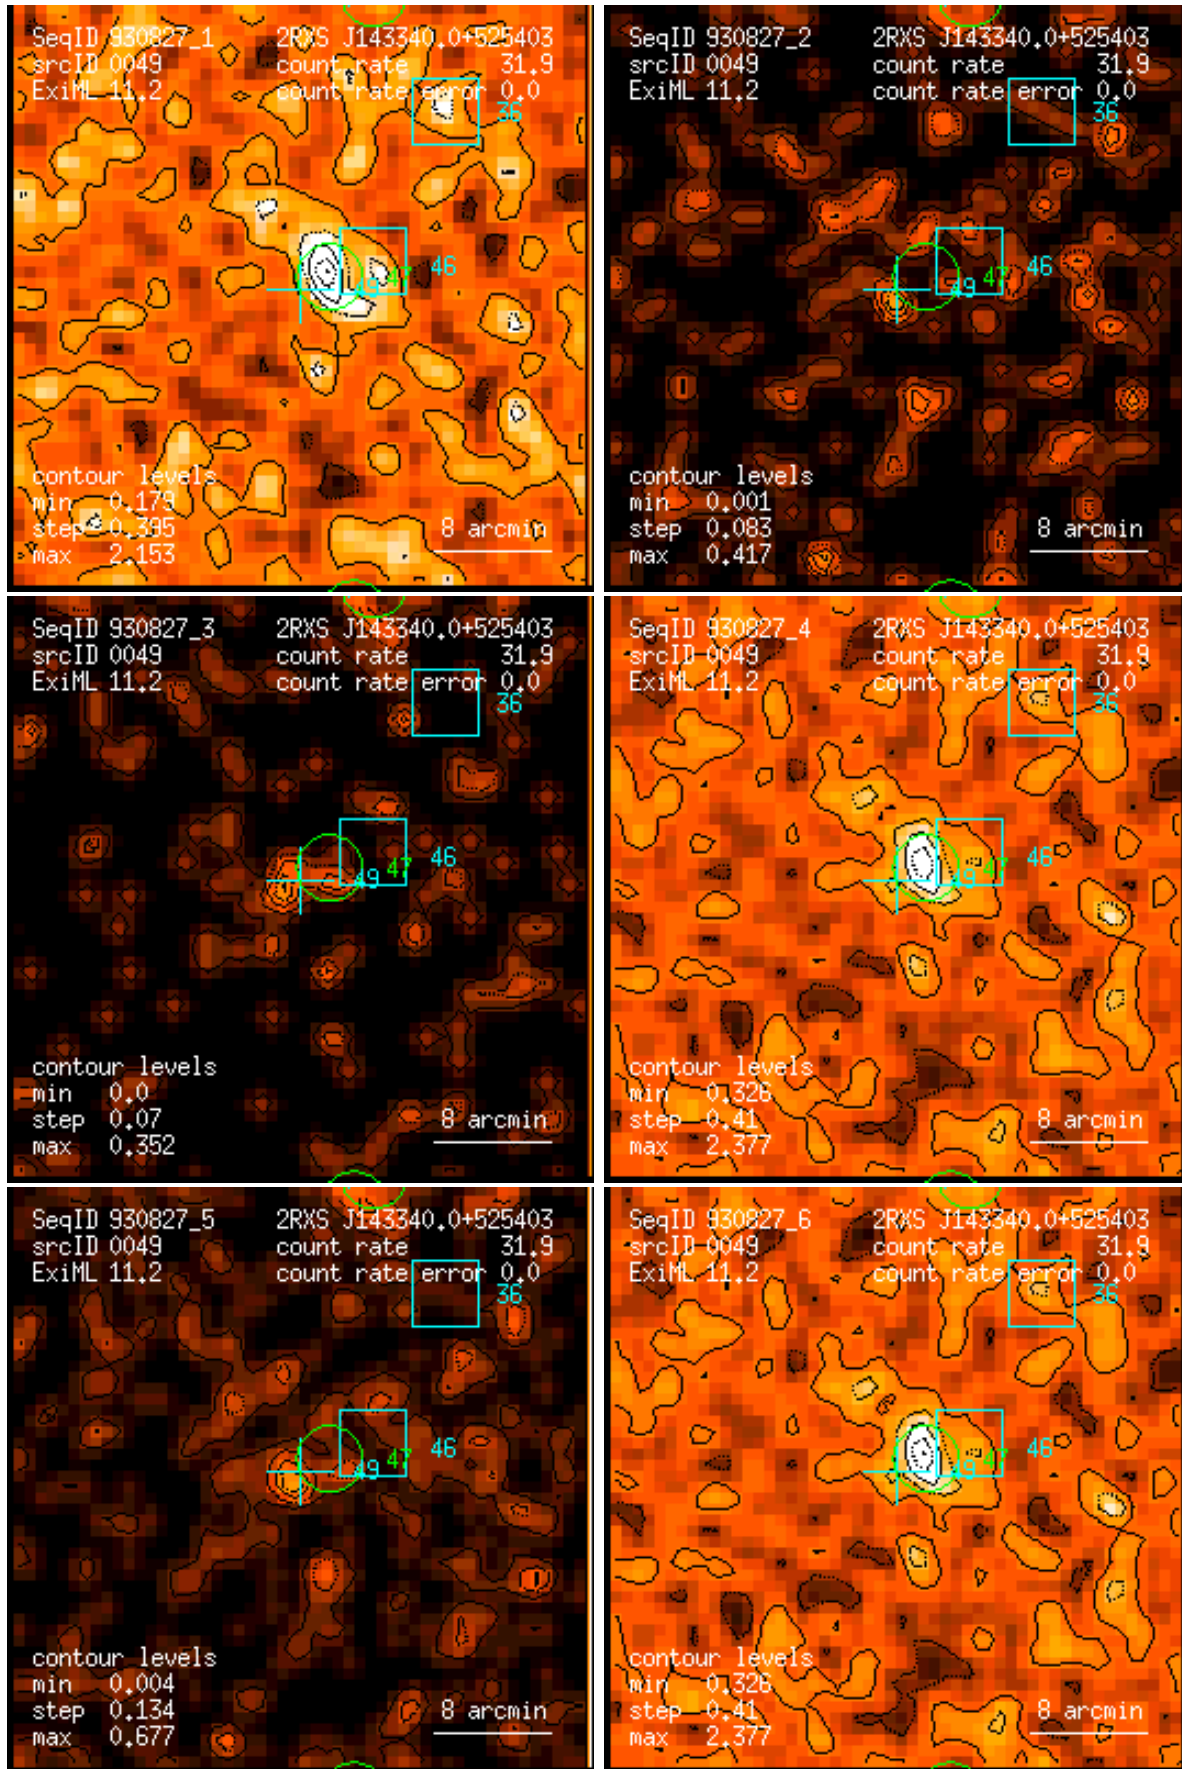 SeqID 930827_1 2RXS J143340.0+525403
srcID 0049 count rate 31.9
ExiML 11.2 count rate error 0.0
36
46
47
49
contour levels
min 0.179
step 0.395
max 2.153
8 arcmin
SeqID 930827_2 2RXS J143340.0+525403
srcID 0049 count rate 31.9
ExiML 11.2 count rate error 0.0
36
46
47
49
contour levels
min 0.001
step 0.083
max 0.417
8 arcmin
SeqID 930827_3 2RXS J143340.0+525403
srcID 0049 count rate 31.9
ExiML 11.2 count rate error 0.0
36
46
47
49
contour levels
min 0.0
step 0.07
max 0.352
8 arcmin
SeqID 930827_4 2RXS J143340.0+525403
srcID 0049 count rate 31.9
ExiML 11.2 count rate error 0.0
36
46
47
49
contour levels
min 0.326
step 0.41
max 2.377
8 arcmin
SeqID 930827_5 2RXS J143340.0+525403
srcID 0049 count rate 31.9
ExiML 11.2 count rate error 0.0
36
46
47
49
contour levels
min 0.004
step 0.134
max 0.677
8 arcmin
SeqID 930827_6 2RXS J143340.0+525403
srcID 0049 count rate 31.9
ExiML 11.2 count rate error 0.0
36
46
47
49
contour levels
min 0.326
step 0.41
max 2.377
8 arcmin